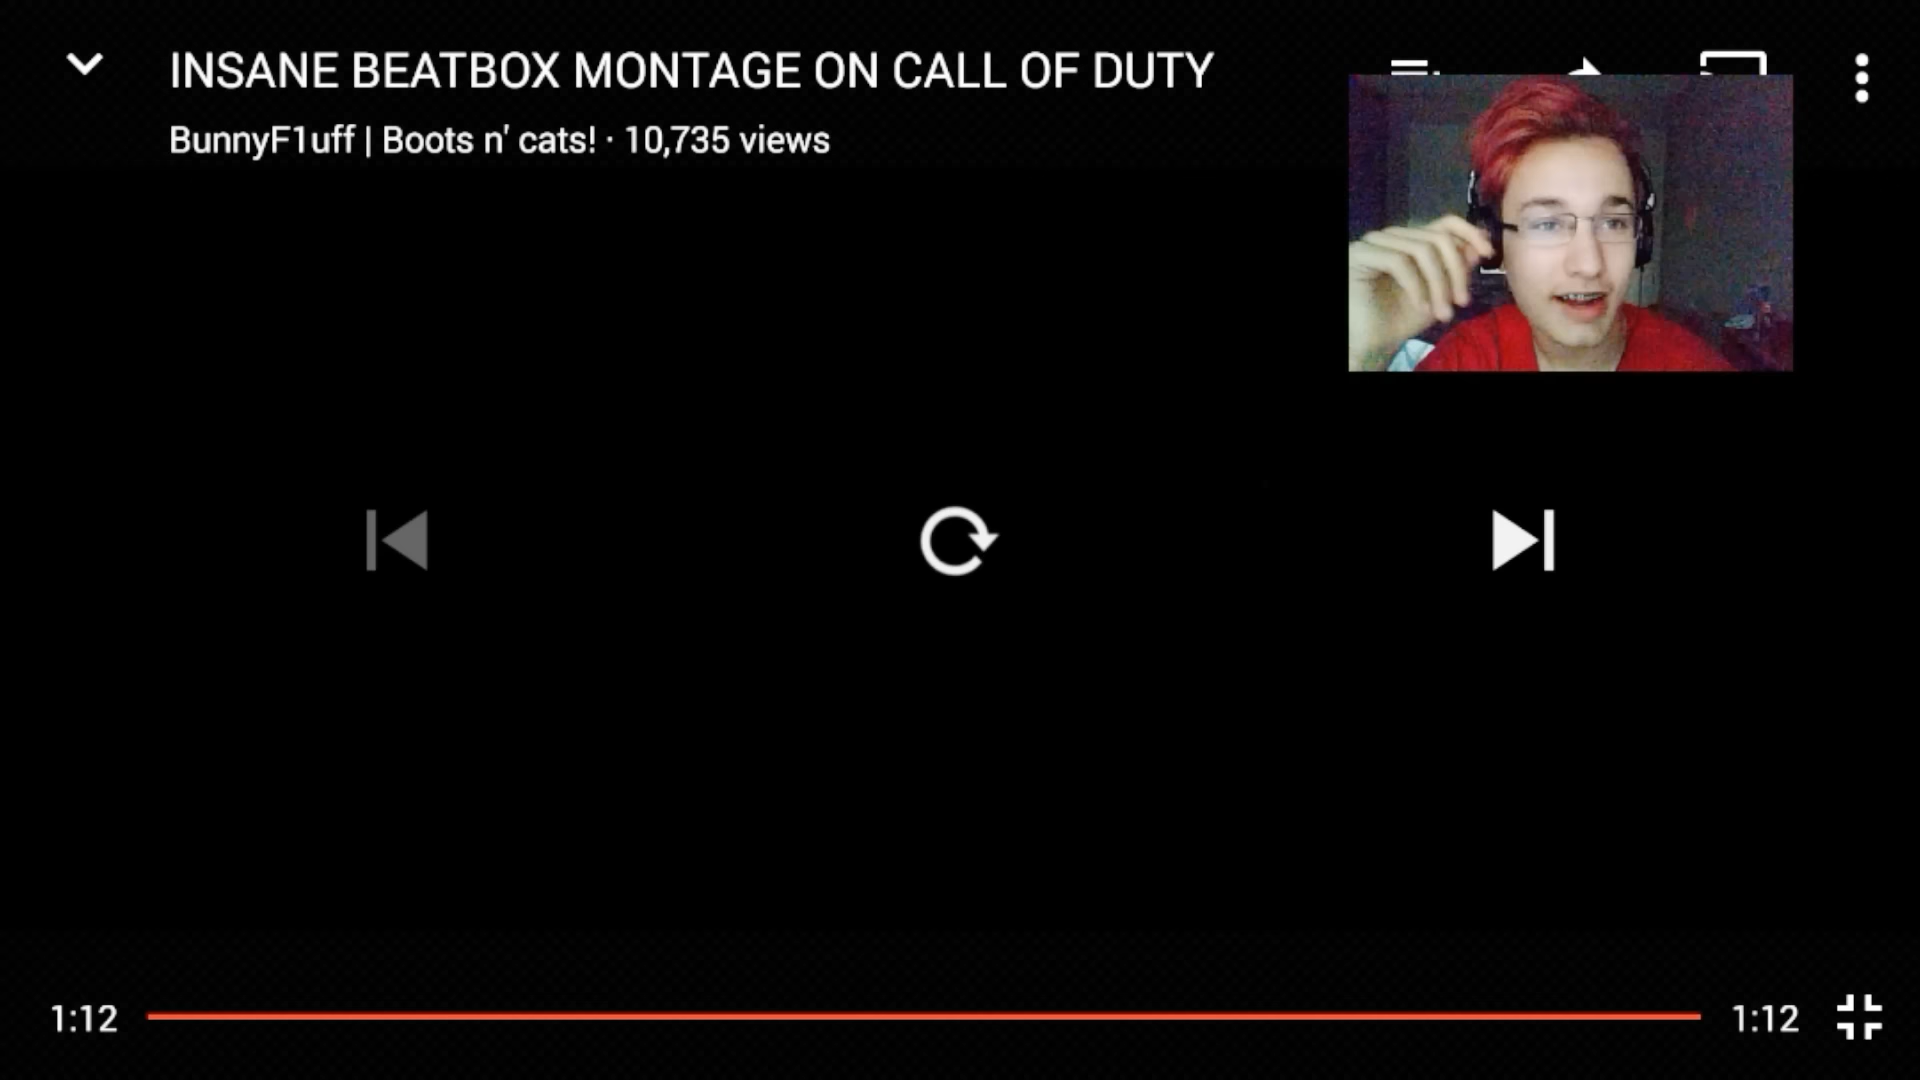 INSANE BEATBOX MONTAGE ON CALL OF DUTY
BunnyF1uff | Boots n' cats! · 10,735 views
1:12
1:12